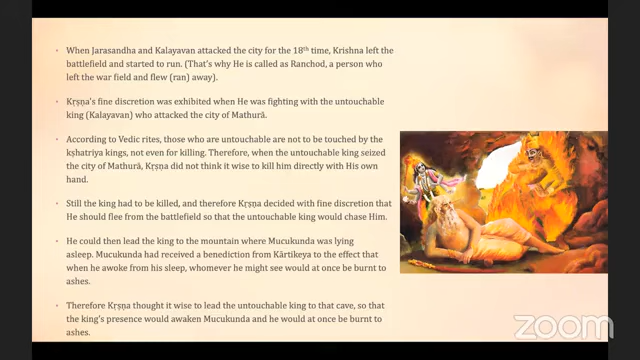 When Jarasandha and Kalayavan attacked the city for the 18th time, Krishna left the
battlefield and started to run. (That's why He is called as Ranchod, a person who
left the war field and flew (ran) away).
Kṛṣṇa's fine discretion was exhibited when He was fighting with the untouchable
king (Kalayavan) who attacked the city of Mathurā.
According to Vedic rites, those who are untouchable are not to be touched by the
kṣhatriya kings, not even for killing. Therefore, when the untouchable king seized
the city of Mathurā, Kṛṣṇa did not think it wise to kill him directly with His own
hand.
Still the king had to be killed, and therefore Kṛṣṇa decided with fine discretion that
He should flee from the battlefield so that the untouchable king would chase Him.
He could then lead the king to the mountain where Mucukunda was lying
asleep. Mucukunda had received a benediction from Kārtikeya to the effect that
when he awoke from his sleep, whomever he might see would at once be burnt to
ashes.
Therefore Kṛṣṇa thought it wise to lead the untouchable king to that cave, so that
the king's presence would awaken Mucukunda and he would at once be burnt to
ashes.
zoom